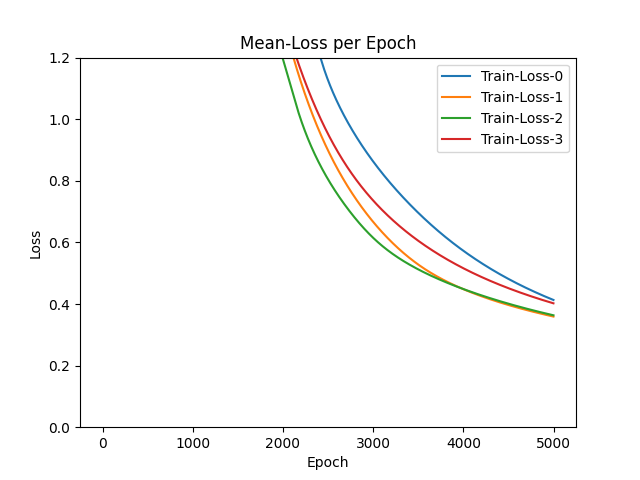 Mean-Loss per Epoch
1.2
1.0
0.8
0.6
0.4
0.2
0.0
Loss
Train-Loss-0
Train-Loss-1
Train-Loss-2
Train-Loss-3
0 1000 2000 3000 4000 5000
Epoch